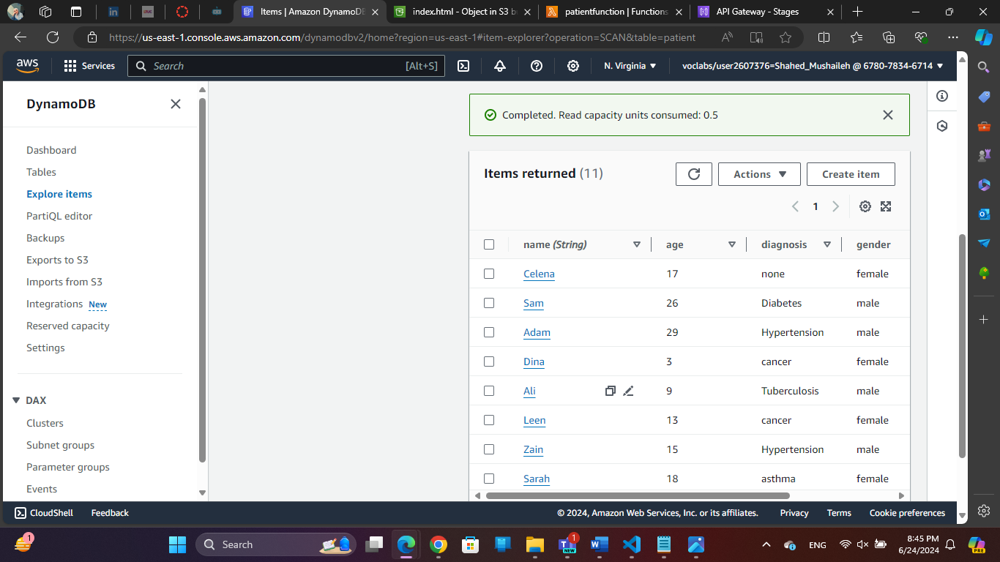 Items | Amazon DynamoDB
index.html - Object in S3 b
patientfunction | Functions
API Gateway - Stages
https://us-east-1.console.aws.amazon.com/dynamodbv2/home?region=us-east-1#item-explorer?operation=SCAN&table=patient
aws
Services
Search
[Alt+S]
N. Virginia
voclabs/user2607376=Shahed_Mushaileh @ 6780-7834-6714
DynamoDB
Dashboard
Tables
Explore items
PartiQL editor
Backups
Exports to S3
Imports from S3
Integrations New
Reserved capacity
Settings
DAX
Clusters
Subnet groups
Parameter groups
Events
Completed. Read capacity units consumed: 0.5
Items returned (11)
Actions
Create item
1
name (String) age diagnosis gender
Celena 17 none female
Sam 26 Diabetes male
Adam 29 Hypertension male
Dina 3 cancer female
Ali 9 Tuberculosis male
Leen 13 cancer female
Zain 15 Hypertension male
Sarah 18 asthma female
CloudShell Feedback
© 2024, Amazon Web Services, Inc. or its affiliates. Privacy Terms Cookie preferences
1
Search
NEW
1
ENG
8:45 PM
6/24/2024
PRE